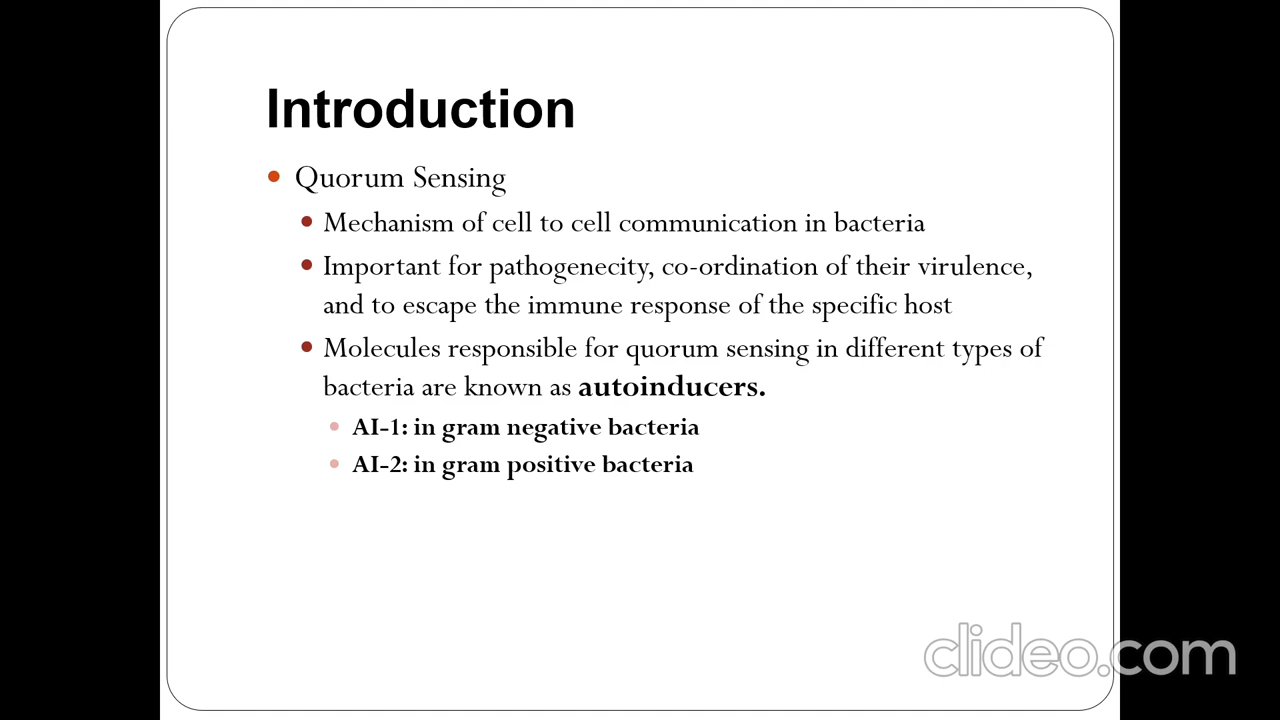 Introduction
Quorum Sensing
Mechanism of cell to cell communication in bacteria
Important for pathogenecity, co-ordination of their virulence,
and to escape the immune response of the specific host
Molecules responsible for quorum sensing in different types of
bacteria are known as autoinducers.
AI-1: in gram negative bacteria
AI-2: in gram positive bacteria
clideo.com